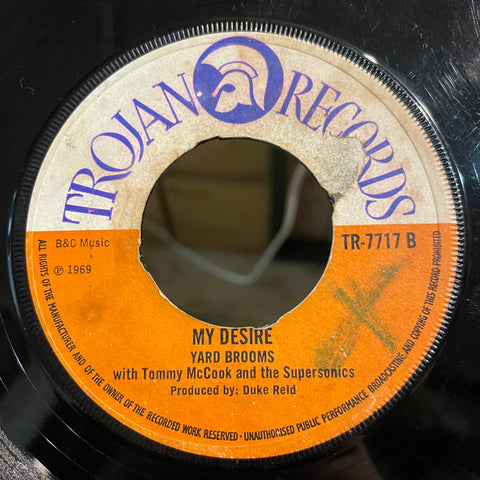 TROJAN RECORDS
B&C Music
TR-7717 B
℗ 1969
MY DESIRE
YARD BROOMS
with Tommy McCook and the Supersonics
Produced by: Duke Reid
ALL RIGHTS OF THE MANUFACTURER AND OF THE OWNER OF THE RECORDED WORK RESERVED - UNAUTHORISED PUBLIC PERFORMANCE BROADCASTING AND COPYING OF THIS RECORD PROHIBITED
X